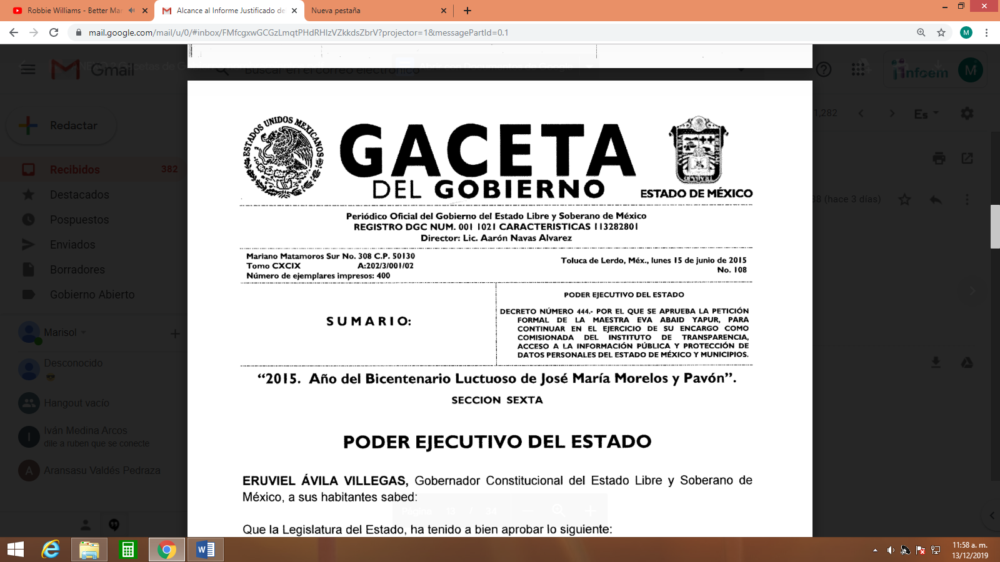 Robbie Williams - Better Ma
Alcance al Informe Justificado de
Nueva pestaña
mail.google.com/mail/u/0/#inbox/FMfcgxwGCGzLmqtPHdRHlzVZkkdsZbrV?projector=1&messagePartId=0.1
M
Gmail
Buscar en el correo electrónico
Abrir con Documentos de Google
infoem
M
Redactar
1,282
Es
Recibidos 382
Destacados
Pospuestos
Enviados
Borradores
Gobierno Abierto
(hace 3 días)
Marisol
Desconocido
Hangout vacío
Iván Medina Arcos
dile a ruben que se conecte
Aransasu Valdés Pedraza
ESTADOS UNIDOS MEXICANOS
GACETA
DEL GOBIERNO
ESTADO DE MÉXICO
Periódico Oficial del Gobierno del Estado Libre y Soberano de México
REGISTRO DGC NUM. 001 1021 CARACTERISTICAS 113282801
Director: Lic. Aarón Navas Alvarez
Mariano Matamoros Sur No. 308 C.P. 50130
Tomo CXCIX A:202/3/001/02
Número de ejemplares impresos: 400
Toluca de Lerdo, Méx., lunes 15 de junio de 2015
No. 108
SUMARIO:
PODER EJECUTIVO DEL ESTADO
DECRETO NÚMERO 444.- POR EL QUE SE APRUEBA LA PETICIÓN
FORMAL DE LA MAESTRA EVA ABAID YAPUR, PARA
CONTINUAR EN EL EJERCICIO DE SU ENCARGO COMO
COMISIONADA DEL INSTITUTO DE TRANSPARENCIA,
ACCESO A LA INFORMACIÓN PÚBLICA Y PROTECCIÓN DE
DATOS PERSONALES DEL ESTADO DE MÉXICO Y MUNICIPIOS.
“2015. Año del Bicentenario Luctuoso de José María Morelos y Pavón”.
SECCION SEXTA
PODER EJECUTIVO DEL ESTADO
ERUVIEL ÁVILA VILLEGAS, Gobernador Constitucional del Estado Libre y Soberano de
México, a sus habitantes sabed:
Página 13 / 34
Que la Legislatura del Estado, ha tenido a bien aprobar lo siguiente:
11:58 a. m.
13/12/2019